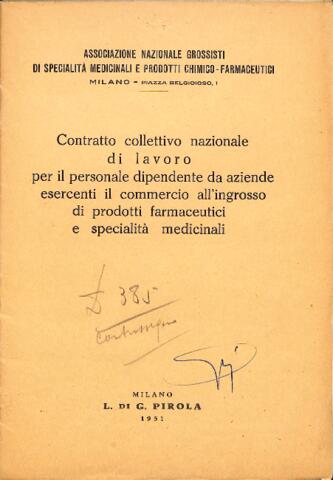 ASSOCIAZIONE NAZIONALE GROSSISTI
DI SPECIALITÀ MEDICINALI E PRODOTTI CHIMICO-FARMACEUTICI
MILANO - PIAZZA BELGIOIOSO, 1
Contratto collettivo nazionale
di lavoro
per il personale dipendente da aziende
esercenti il commercio all'ingrosso
di prodotti farmaceutici
e specialità medicinali
385
MILANO
L. DI G. PIROLA
1951